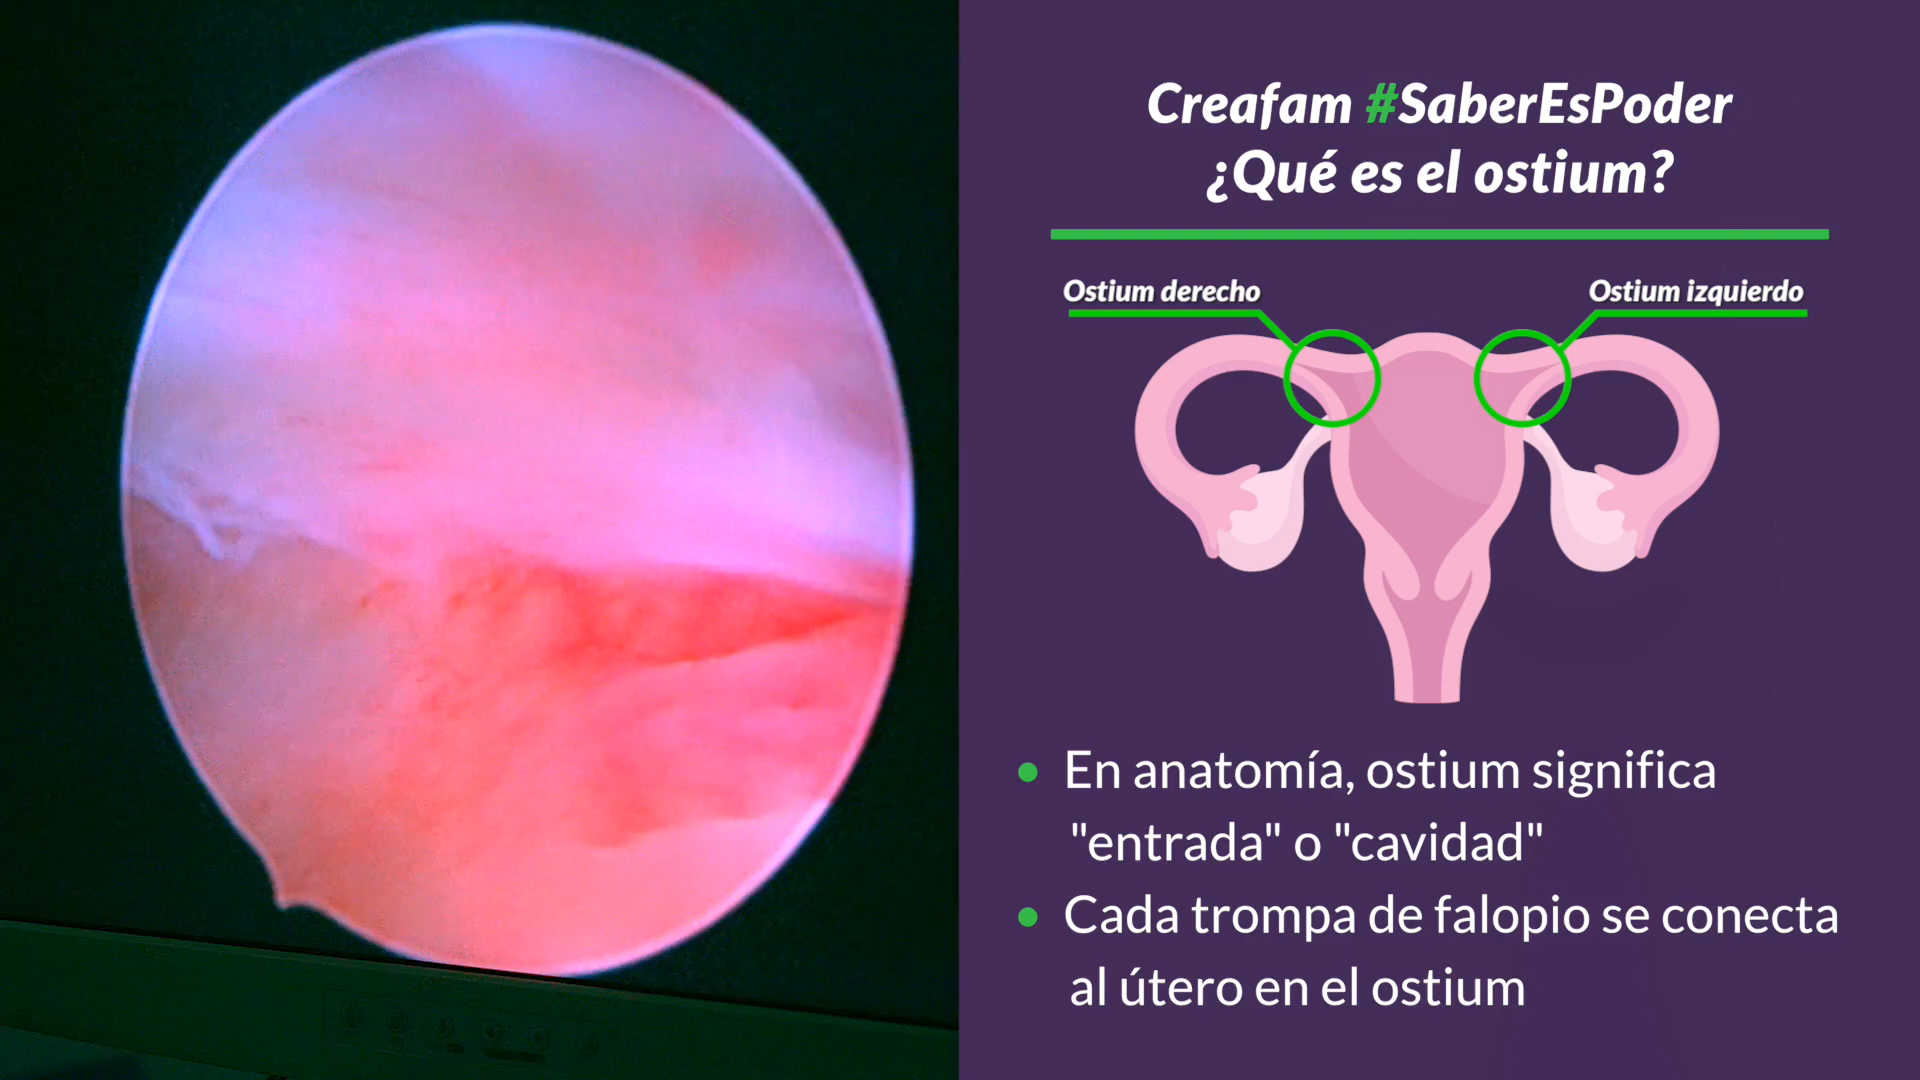 Creafam #SaberEsPoder
¿Qué es el ostium?
Ostium derecho
Ostium izquierdo
En anatomía, ostium significa
"entrada" o "cavidad"
Cada trompa de falopio se conecta
al útero en el ostium